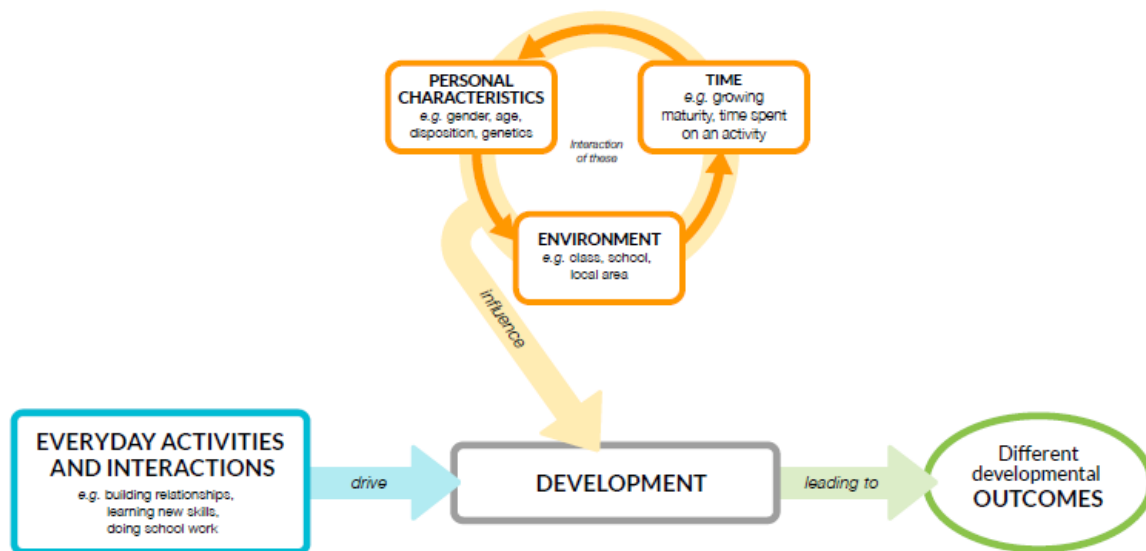 PERSONAL
CHARACTERISTICS
e.g. gender, age,
disposition, genetics
TIME
e.g. growing
maturity, time spent
on an activity
Interaction
of these
ENVIRONMENT
e.g. class, school,
local area
influence
EVERYDAY ACTIVITIES
AND INTERACTIONS
e.g. building relationships,
learning new skills,
doing school work
drive
DEVELOPMENT
leading to
Different
developmental
OUTCOMES